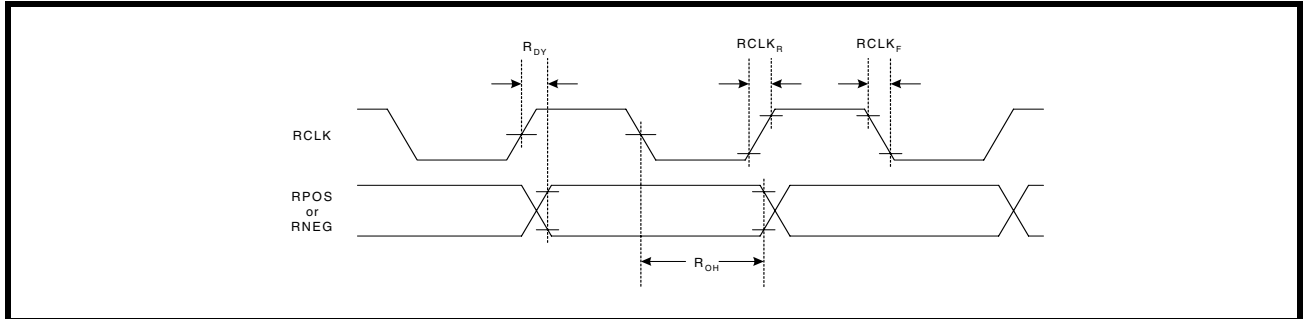 R_DY
RCLK_R
RCLK_F
RCLK
RPOS
or
RNEG
R_OH